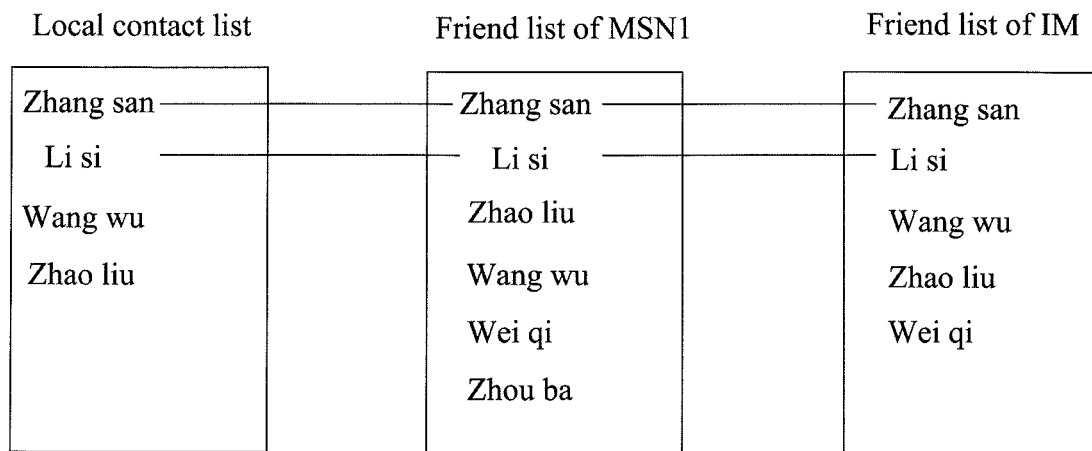 Local contact list
Zhang san
Li si
Wang wu
Zhao liu
Friend list of MSN1
Zhang san
Li si
Zhao liu
Wang wu
Wei qi
Zhou ba
Friend list of IM
Zhang san
Li si
Wang wu
Zhao liu
Wei qi